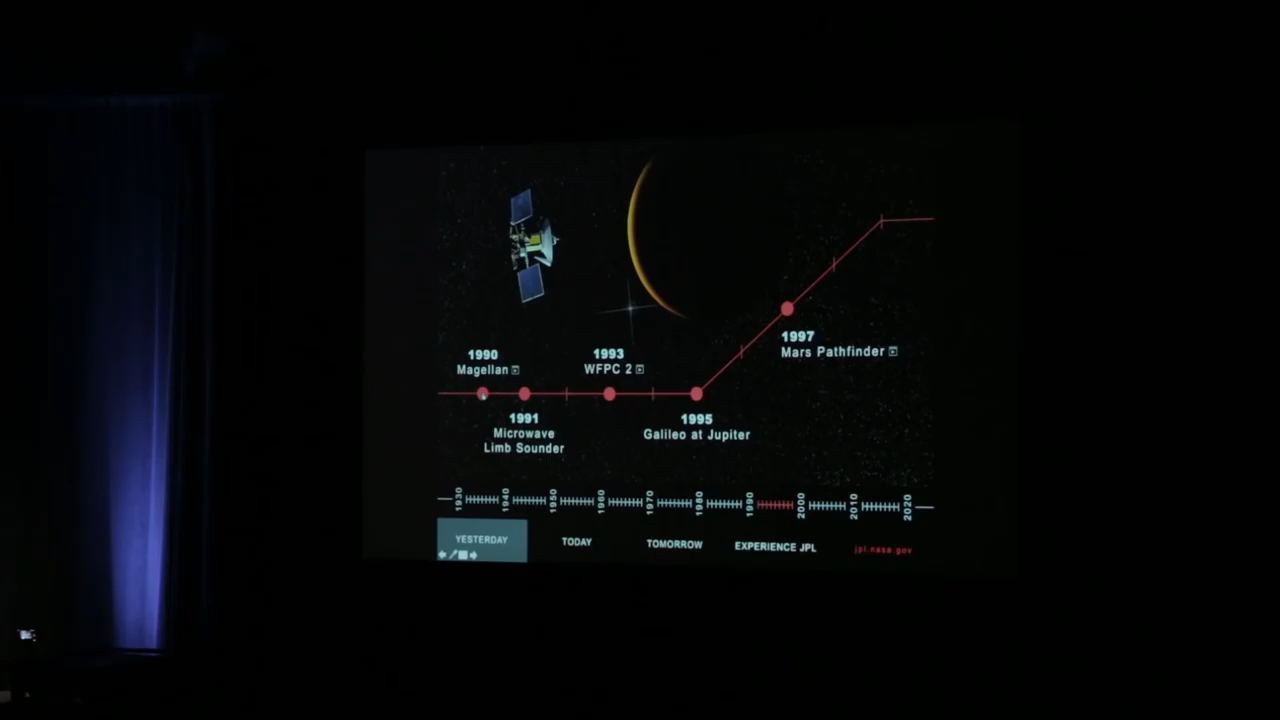 1990
Magellan
1993
WFPC 2
1997
Mars Pathfinder
1991
Microwave
Limb Sounder
1995
Galileo at Jupiter
1930 1940 1950 1960 1970 1980 1990 2000 2010 2020
YESTERDAY TODAY TOMORROW EXPERIENCE JPL jpl.nasa.gov